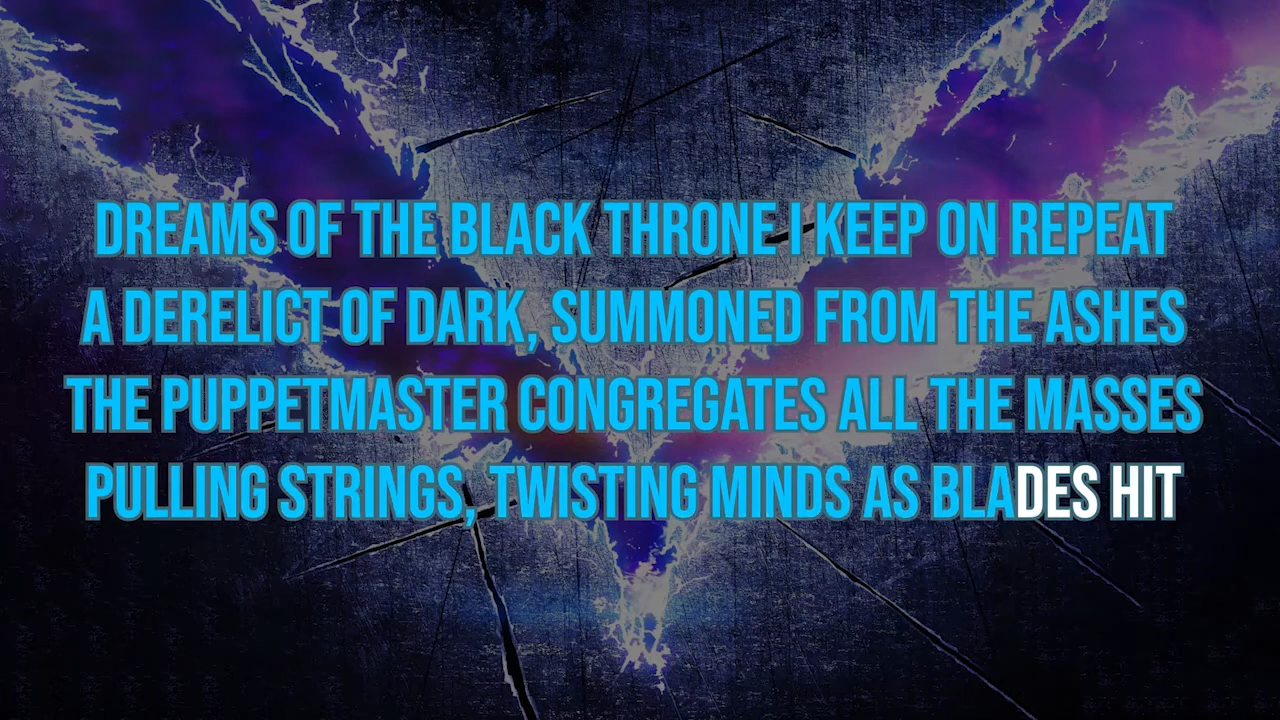 DREAMS OF THE BLACK THRONE I KEEP ON REPEAT
A DERELICT OF DARK, SUMMONED FROM THE ASHES
THE PUPPETMASTER CONGREGATES ALL THE MASSES
PULLING STRINGS, TWISTING MINDS AS BLADES HIT